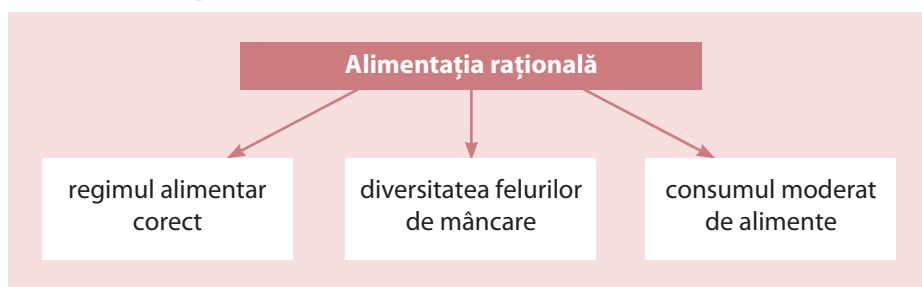 Alimentația rațională
regimul alimentar
corect
diversitatea felurilor
de mâncare
consumul moderat
de alimente